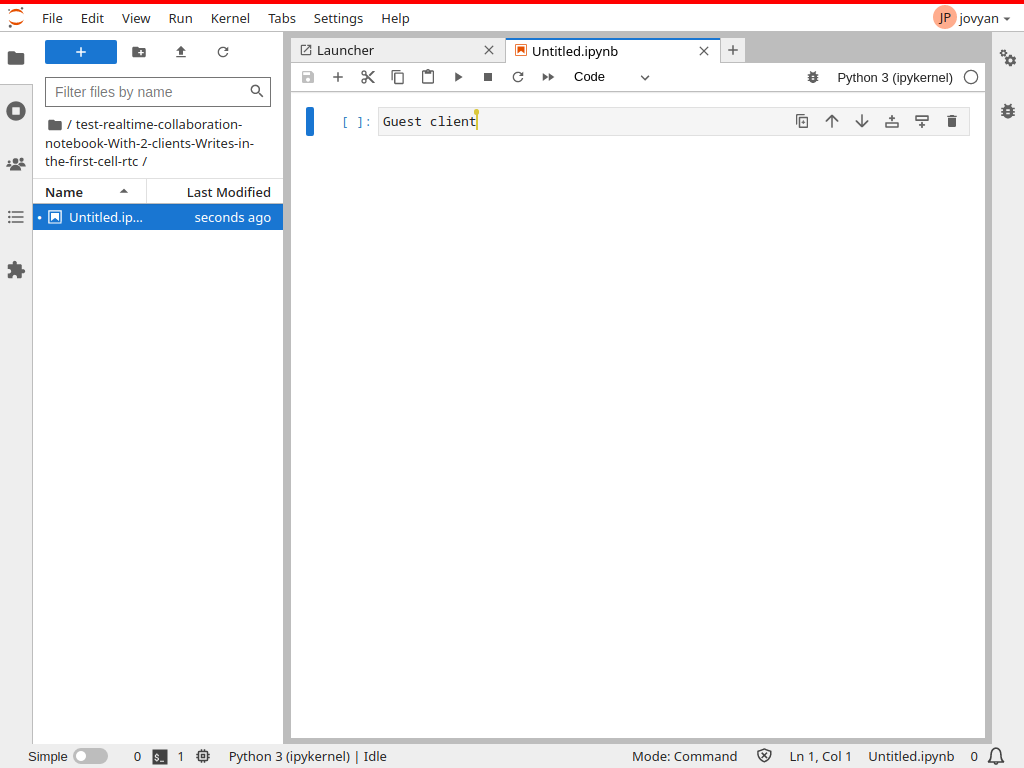 File Edit View Run Kernel Tabs Settings Help JP jovyan
Launcher Untitled.ipynb
Code Python 3 (ipykernel)
Filter files by name
[ ]: Guest client
/ test-realtime-collaboration-
notebook-With-2-clients-Writes-in-
the-first-cell-rtc /
Name Last Modified
Untitled.ip... seconds ago
Simple 0 $_ 1 Python 3 (ipykernel) | Idle Mode: Command Ln 1, Col 1 Untitled.ipynb 0